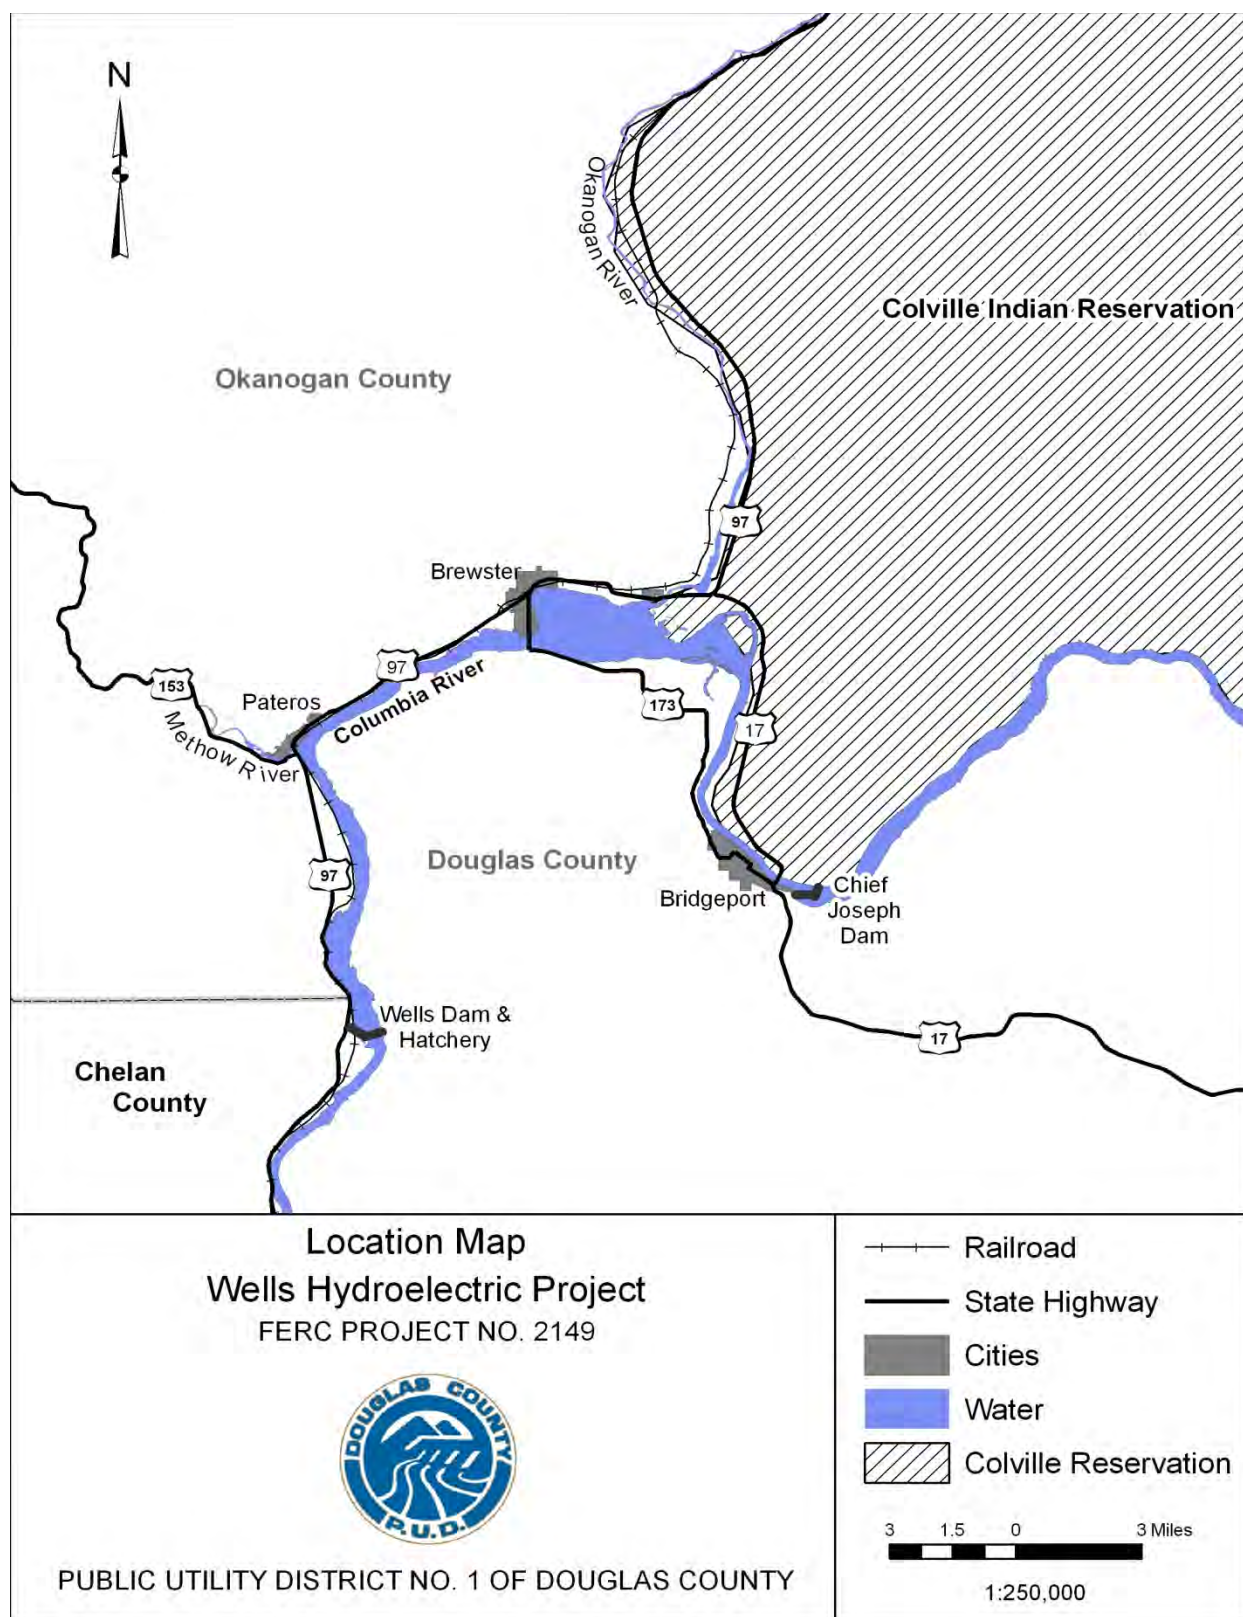 N
Okanogan River
Colville Indian Reservation
Okanogan County
97
Brewster
97
Columbia River
153
Pateros
173
17
Methow River
Douglas County
97
Bridgeport
Chief
Joseph
Dam
Wells Dam &
Hatchery
17
Chelan
County
Location Map
Wells Hydroelectric Project
FERC PROJECT NO. 2149
DOUGLAS COUNTY
P.U.D.
PUBLIC UTILITY DISTRICT NO. 1 OF DOUGLAS COUNTY
Railroad
State Highway
Cities
Water
Colville Reservation
3 1.5 0 3 Miles
1:250,000